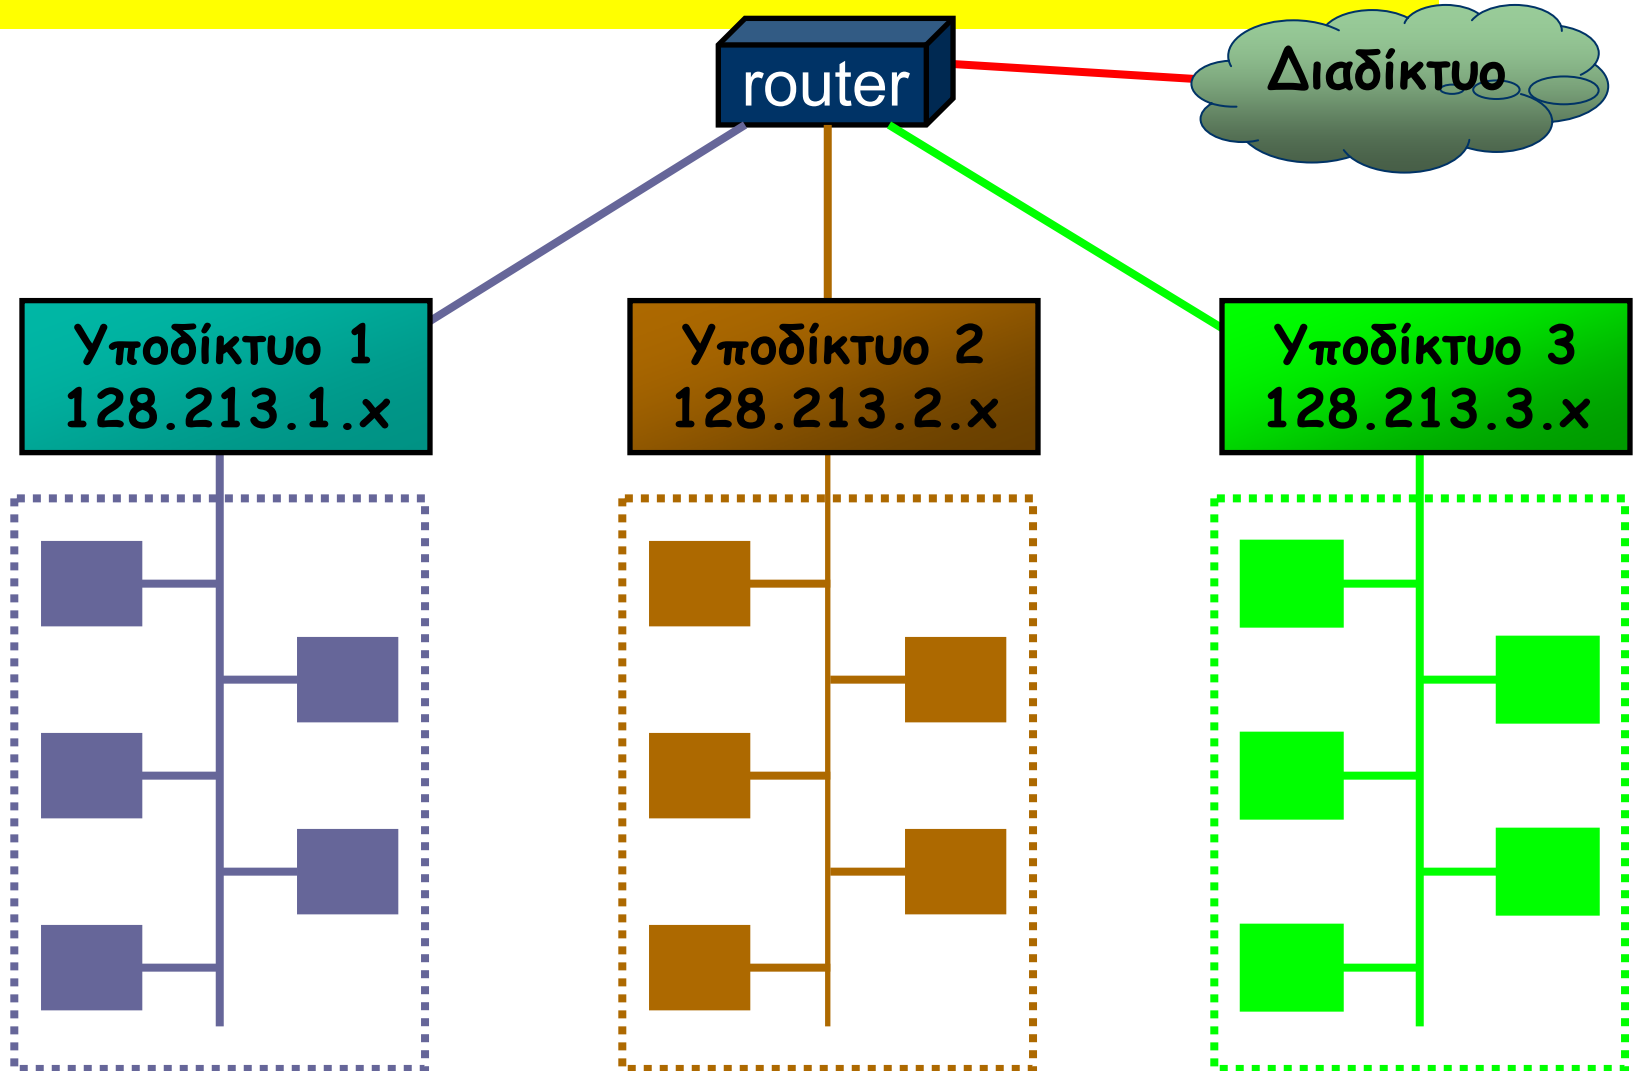 router
Διαδίκτυο
Υποδίκτυο 1
128.213.1.x
Υποδίκτυο 2
128.213.2.x
Υποδίκτυο 3
128.213.3.x